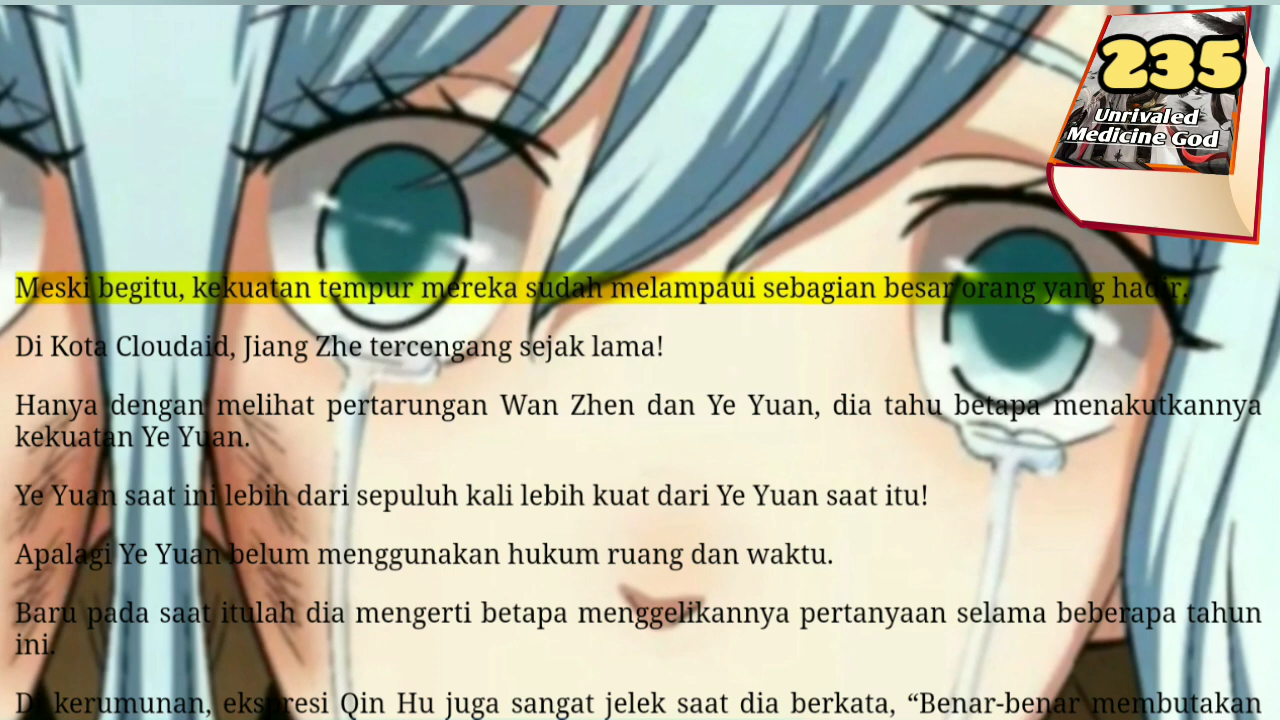 235
Unrivaled
Medicine God
Meski begitu, kekuatan tempur mereka sudah melampaui sebagian besar orang yang hadir.
Di Kota Cloudaid, Jiang Zhe tercengang sejak lama!
Hanya dengan melihat pertarungan Wan Zhen dan Ye Yuan, dia tahu betapa menakutkannya
kekuatan Ye Yuan.
Ye Yuan saat ini lebih dari sepuluh kali lebih kuat dari Ye Yuan saat itu!
Apalagi Ye Yuan belum menggunakan hukum ruang dan waktu.
Baru pada saat itulah dia mengerti betapa menggelikannya pertanyaan selama beberapa tahun
ini.
Di kerumunan, ekspresi Qin Hu juga sangat jelek saat dia berkata, “Benar-benar membutakan